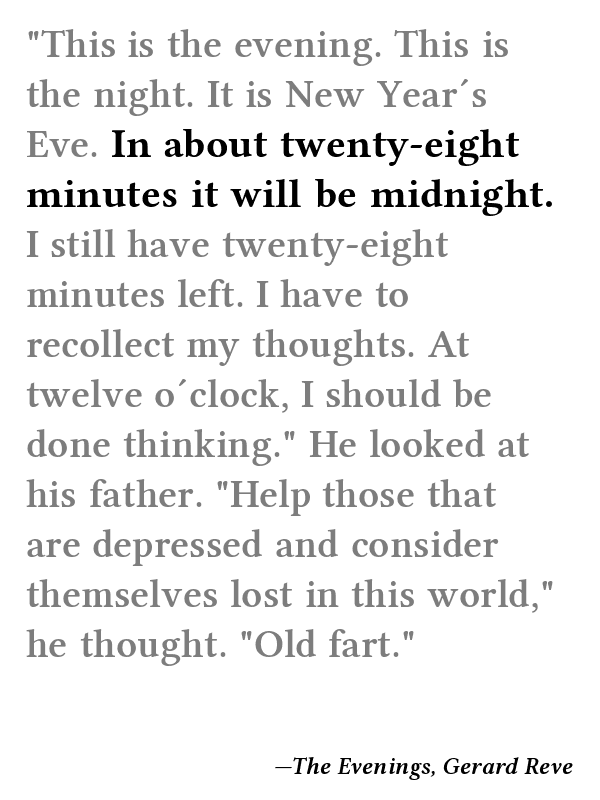 "This is the evening. This is
the night. It is New Year´s
Eve. In about twenty-eight
minutes it will be midnight.
I still have twenty-eight
minutes left. I have to
recollect my thoughts. At
twelve o´clock, I should be
done thinking." He looked at
his father. "Help those that
are depressed and consider
themselves lost in this world,"
he thought. "Old fart."
—The Evenings, Gerard Reve